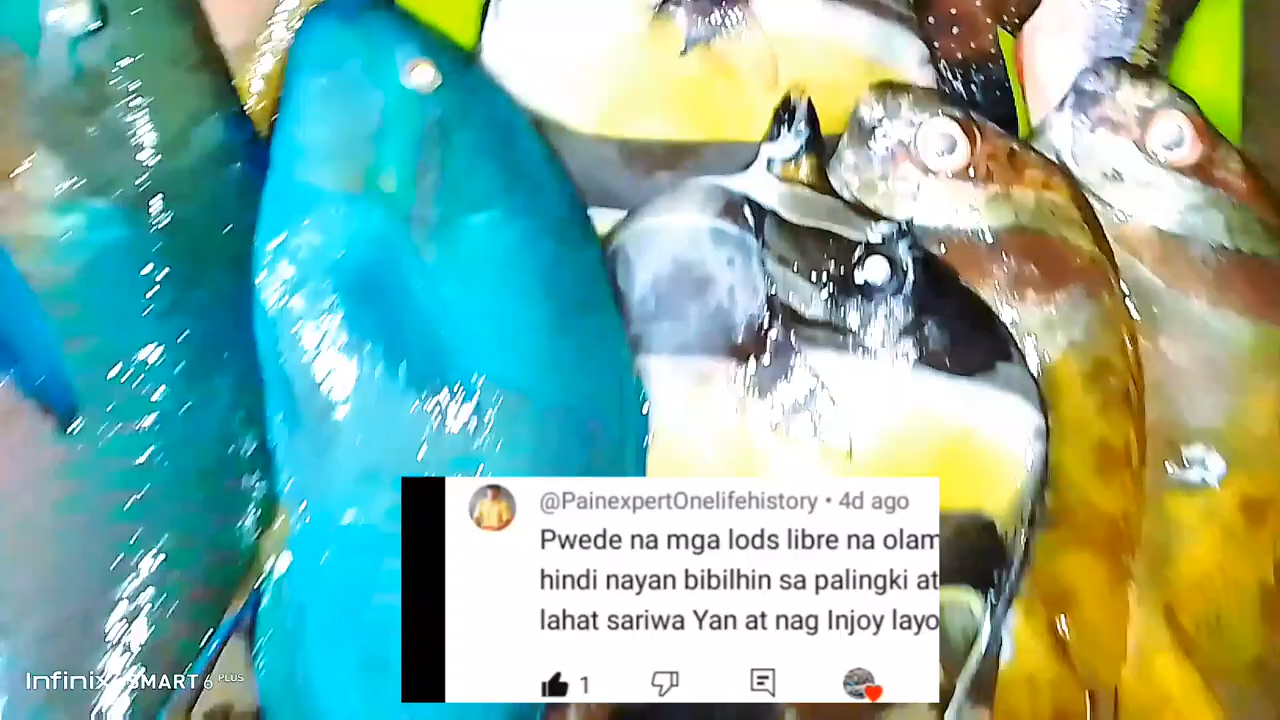 @PainexpertOnelifehistory • 4d ago
Pwede na mga lods libre na olam
hindi nayan bibilhin sa palingki at
lahat sariwa Yan at nag Injoy layo
1
Infinix SMART 6 PLUS